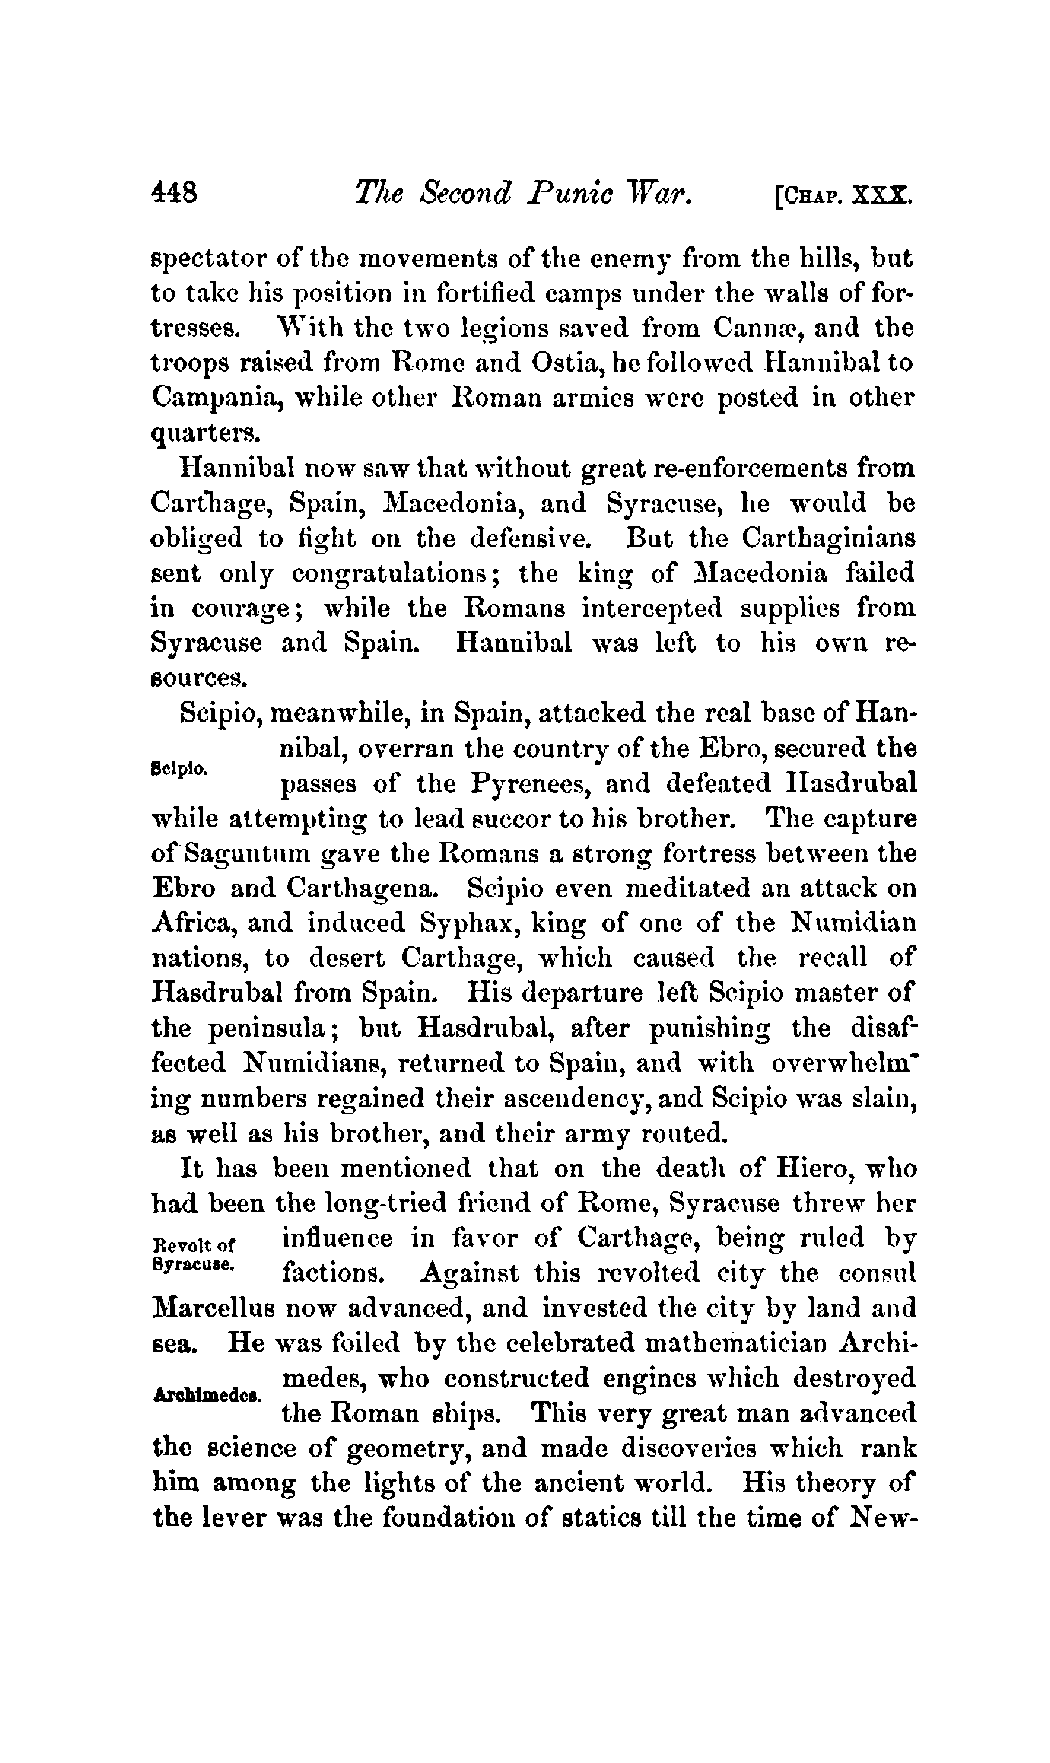 448 The Second Punic War. [CHAP. XXX.
spectator of the movements of the enemy from the hills, but
to take his position in fortified camps under the walls of for-
tresses. With the two legions saved from Cannæ, and the
troops raised from Rome and Ostia, he followed Hannibal to
Campania, while other Roman armies were posted in other
quarters.
Hannibal now saw that without great re-enforcements from
Carthage, Spain, Macedonia, and Syracuse, he would be
obliged to fight on the defensive. But the Carthaginians
sent only congratulations; the king of Macedonia failed
in courage; while the Romans intercepted supplies from
Syracuse and Spain. Hannibal was left to his own re-
sources.
Scipio, meanwhile, in Spain, attacked the real base of Han-
nibal, overran the country of the Ebro, secured the
Scipio.
passes of the Pyrenees, and defeated Hasdrubal
while attempting to lead succor to his brother. The capture
of Saguntum gave the Romans a strong fortress between the
Ebro and Carthagena. Scipio even meditated an attack on
Africa, and induced Syphax, king of one of the Numidian
nations, to desert Carthage, which caused the recall of
Hasdrubal from Spain. His departure left Scipio master of
the peninsula; but Hasdrubal, after punishing the disaf-
fected Numidians, returned to Spain, and with overwhelm-
ing numbers regained their ascendency, and Scipio was slain,
as well as his brother, and their army routed.
It has been mentioned that on the death of Hiero, who
had been the long-tried friend of Rome, Syracuse threw her
Revolt of influence in favor of Carthage, being ruled by
Syracuse. factions. Against this revolted city the consul
Marcellus now advanced, and invested the city by land and
sea. He was foiled by the celebrated mathematician Archi-
medes, who constructed engines which destroyed
Archimedes.
the Roman ships. This very great man advanced
the science of geometry, and made discoveries which rank
him among the lights of the ancient world. His theory of
the lever was the foundation of statics till the time of New-